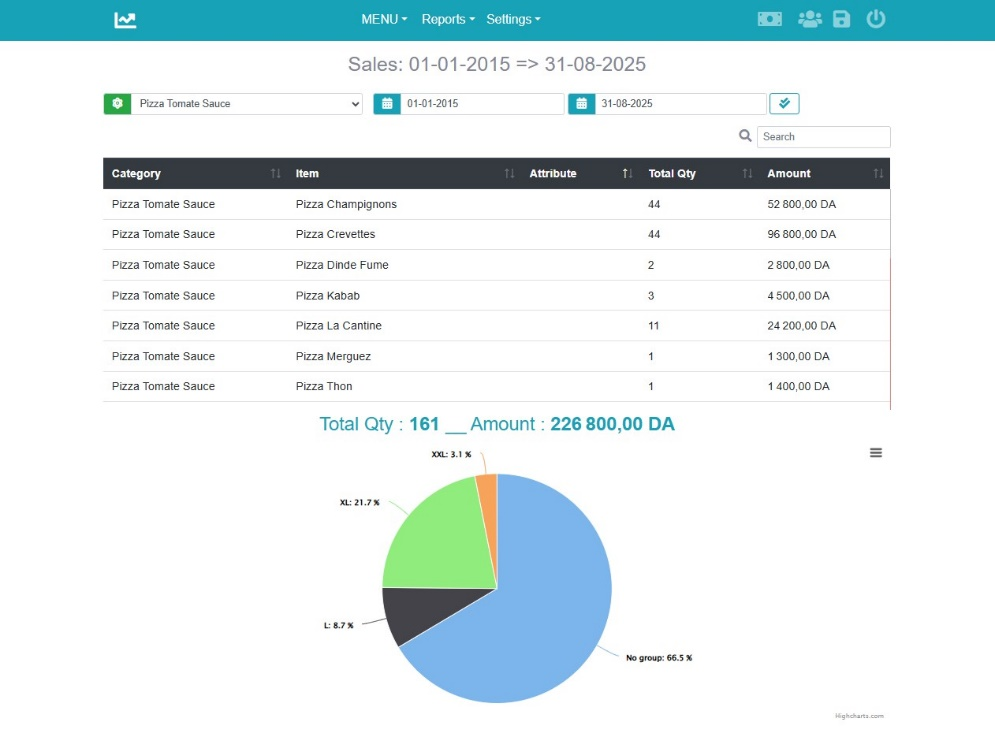 MENU Reports Settings
Sales: 01-01-2015 => 31-08-2025
Pizza Tomate Sauce 01-01-2015 31-08-2025
Search
Category Item Attribute Total Qty Amount
Pizza Tomate Sauce Pizza Champignons 44 52 800,00 DA
Pizza Tomate Sauce Pizza Crevettes 44 96 800,00 DA
Pizza Tomate Sauce Pizza Dinde Fume 2 2 800,00 DA
Pizza Tomate Sauce Pizza Kabab 3 4 500,00 DA
Pizza Tomate Sauce Pizza La Cantine 11 24 200,00 DA
Pizza Tomate Sauce Pizza Merguez 1 1 300,00 DA
Pizza Tomate Sauce Pizza Thon 1 1 400,00 DA
Total Qty : 161 __ Amount : 226 800,00 DA
XXL: 3.1 %
XL: 21.7 %
L: 8.7 %
No group: 66.5 %
Highcharts.com